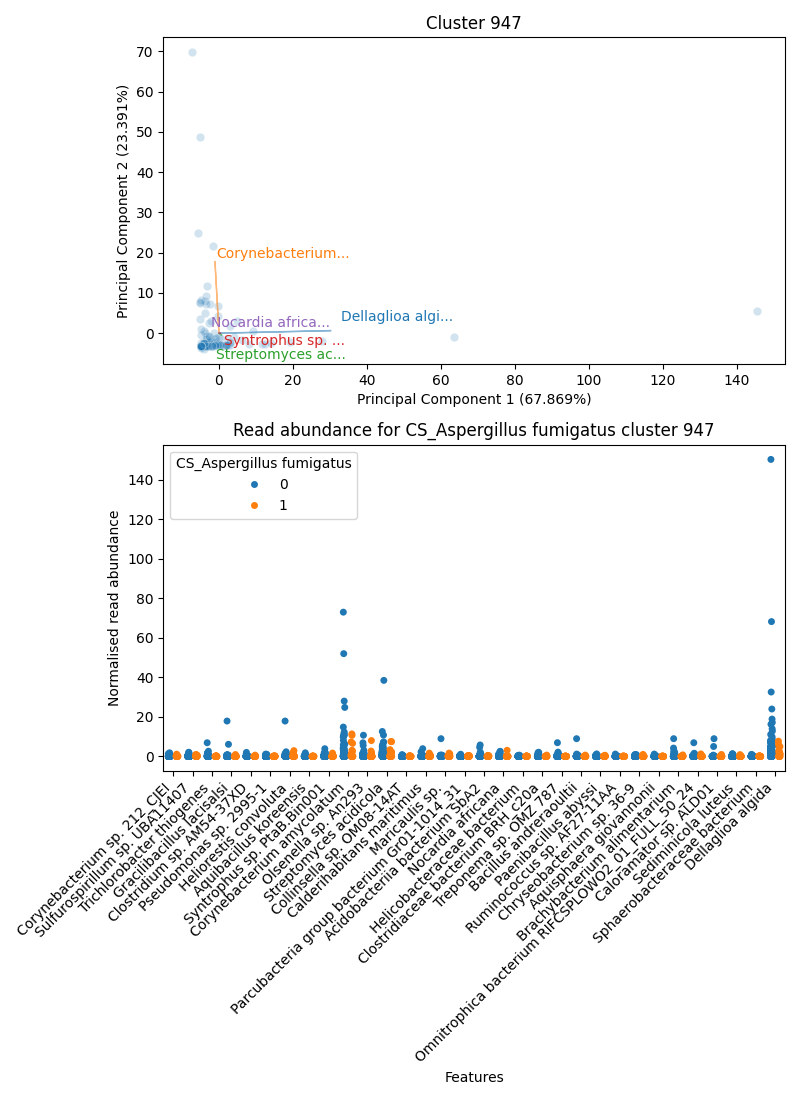 Cluster 947
70
60
50
40
30
20
10
0
Principal Component 2 (23.391%)
Corynebacterium...
Dellaglioa algi...
Nocardia africa...
Syntrophus sp. ...
Streptomyces ac...
0 20 40 60 80 100 120 140
Principal Component 1 (67.869%)
Read abundance for CS_Aspergillus fumigatus cluster 947
CS_Aspergillus fumigatus
0
1
140
120
100
80
60
40
20
0
Normalised read abundance
Corynebacterium sp. 212_CJEI
Sulfurospirillum sp. UBA11407
Trichlorobacter thiogenes
Gracilibacillus lacisalsi
Clostridium sp. AM54-37XD
Pseudomonas sp. 2995-1
Heliorestis convoluta
Aquibacillus koreensis
Syntrophus sp. PtaB.Bin001
Corynebacterium amycolatum
Olsenella sp. An293
Streptomyces acidicola
Collinsella sp. OM08-14AT
Calderihabitans maritimus
Maricaulis sp.
Parcubacteria group bacterium Gr01-1014_31
Acidobacteriia bacterium SbA2
Nocardia africana
Helicobacteraceae bacterium
Clostridiaceae bacterium BRH_c20a
Treponema sp. OMZ 787
Bacillus andreraoultii
Paenibacillus abyssi
Ruminococcus sp. AF27-11AA
Chryseobacterium sp. 36-9
Aquisphaera giovannonii
Brachybacterium alimentarium
Omnitrophica bacterium RIFCSPLOWO2_01_FULL_50_24
Caloramator sp. ALD01
Sediminicola luteus
Sphaerobacteraceae bacterium
Dellaglioa algida
Features